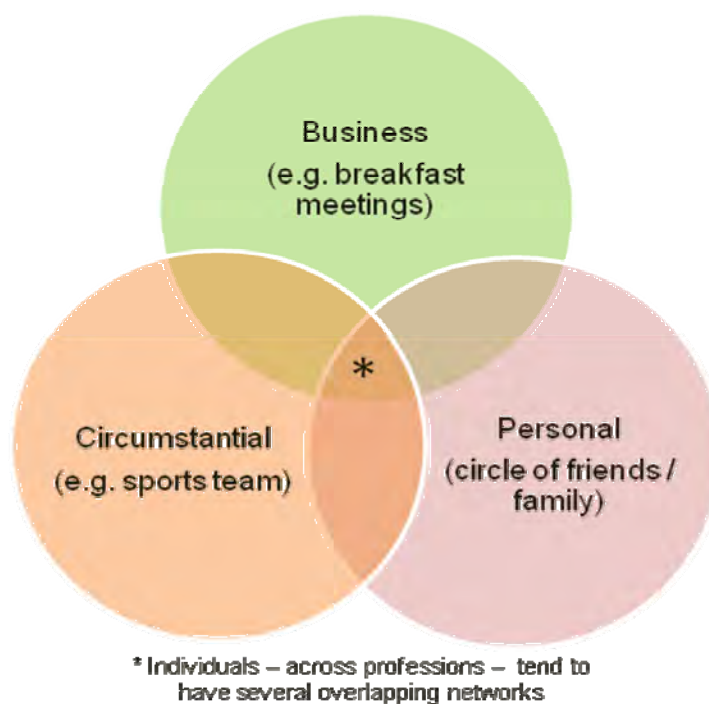 Business
(e.g. breakfast
meetings)
*
Circumstantial
(e.g. sports team)
Personal
(circle of friends /
family)
* Individuals – across professions – tend to
have several overlapping networks